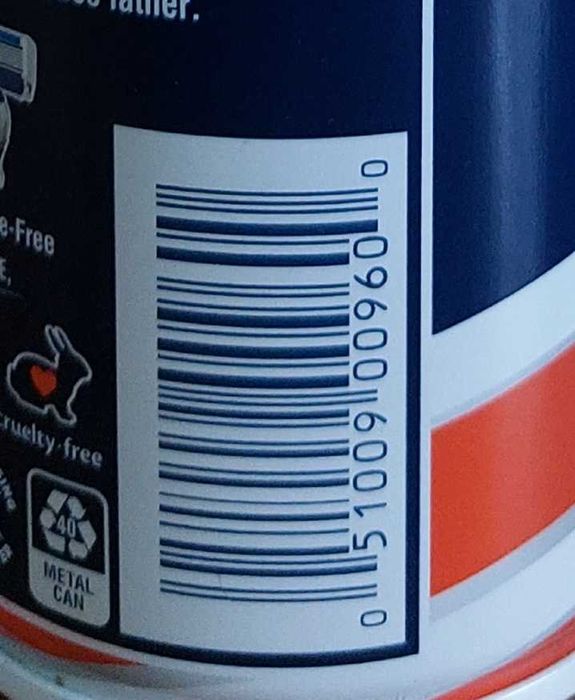 lather.
e-Free
E,
cruelty-free
40
METAL
CAN
0 51009 00960 0